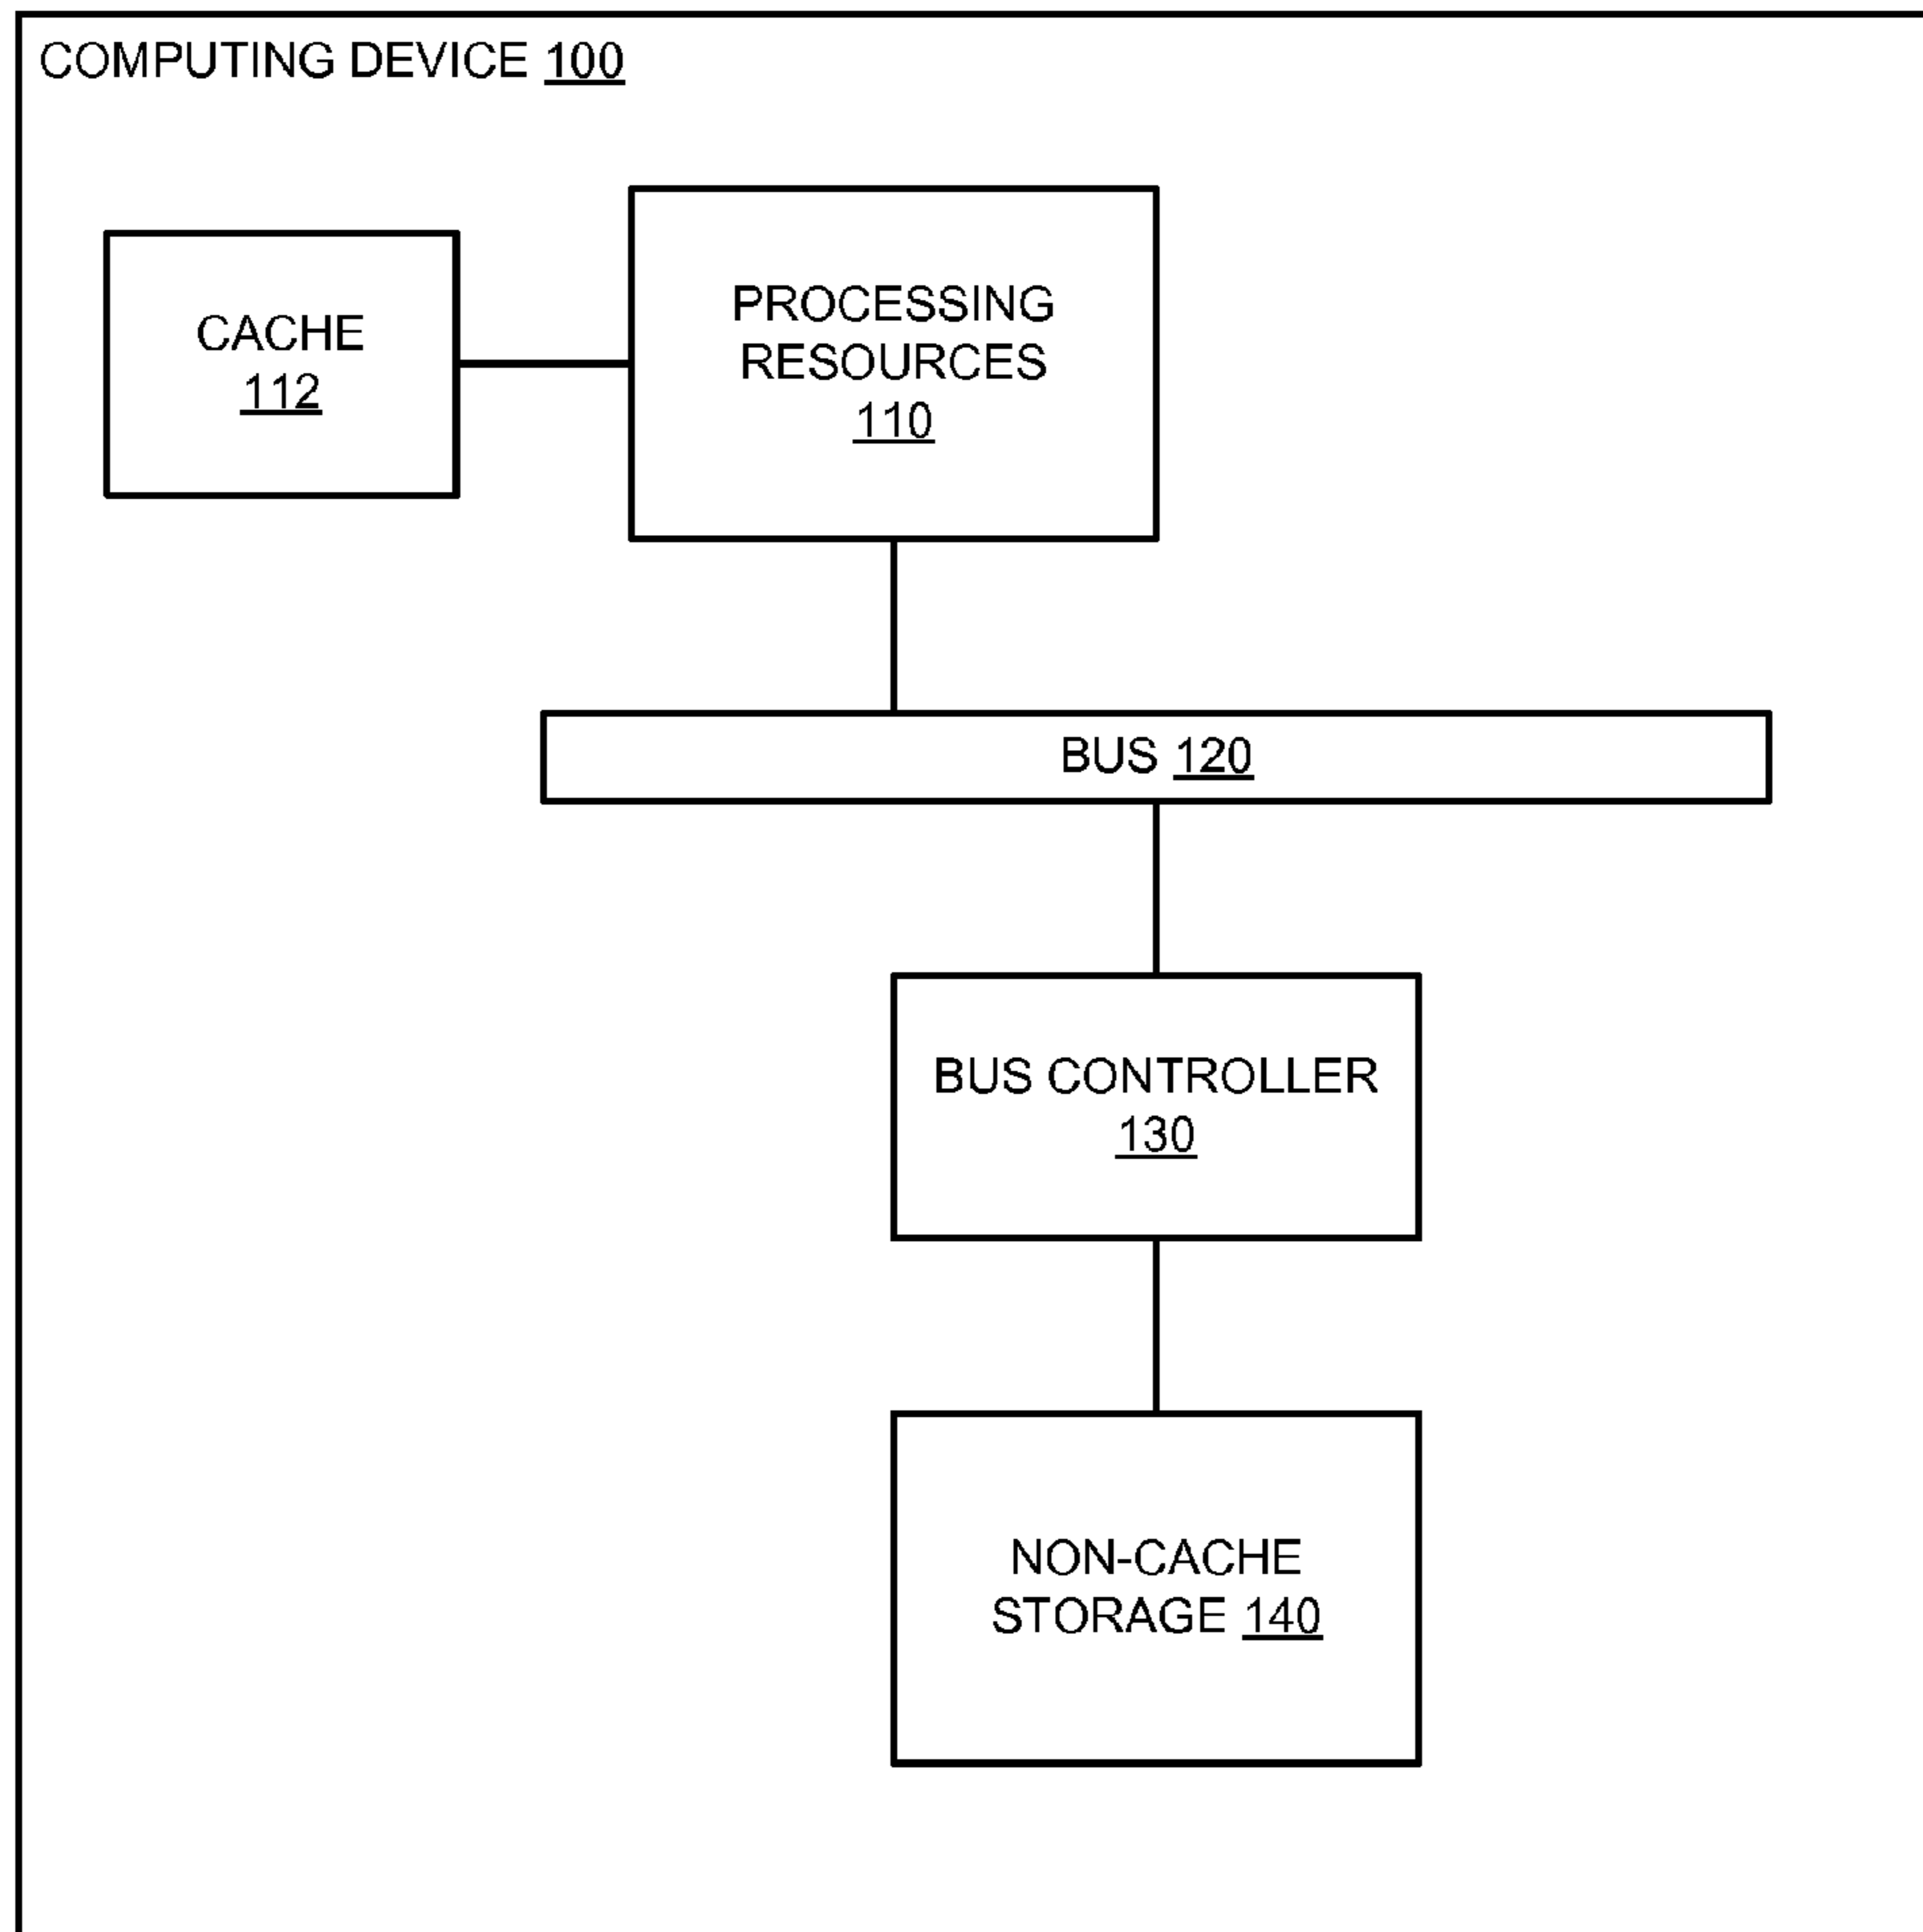 COMPUTING DEVICE 100
CACHE
112
PROCESSING
RESOURCES
110
BUS 120
BUS CONTROLLER
130
NON-CACHE
STORAGE 140